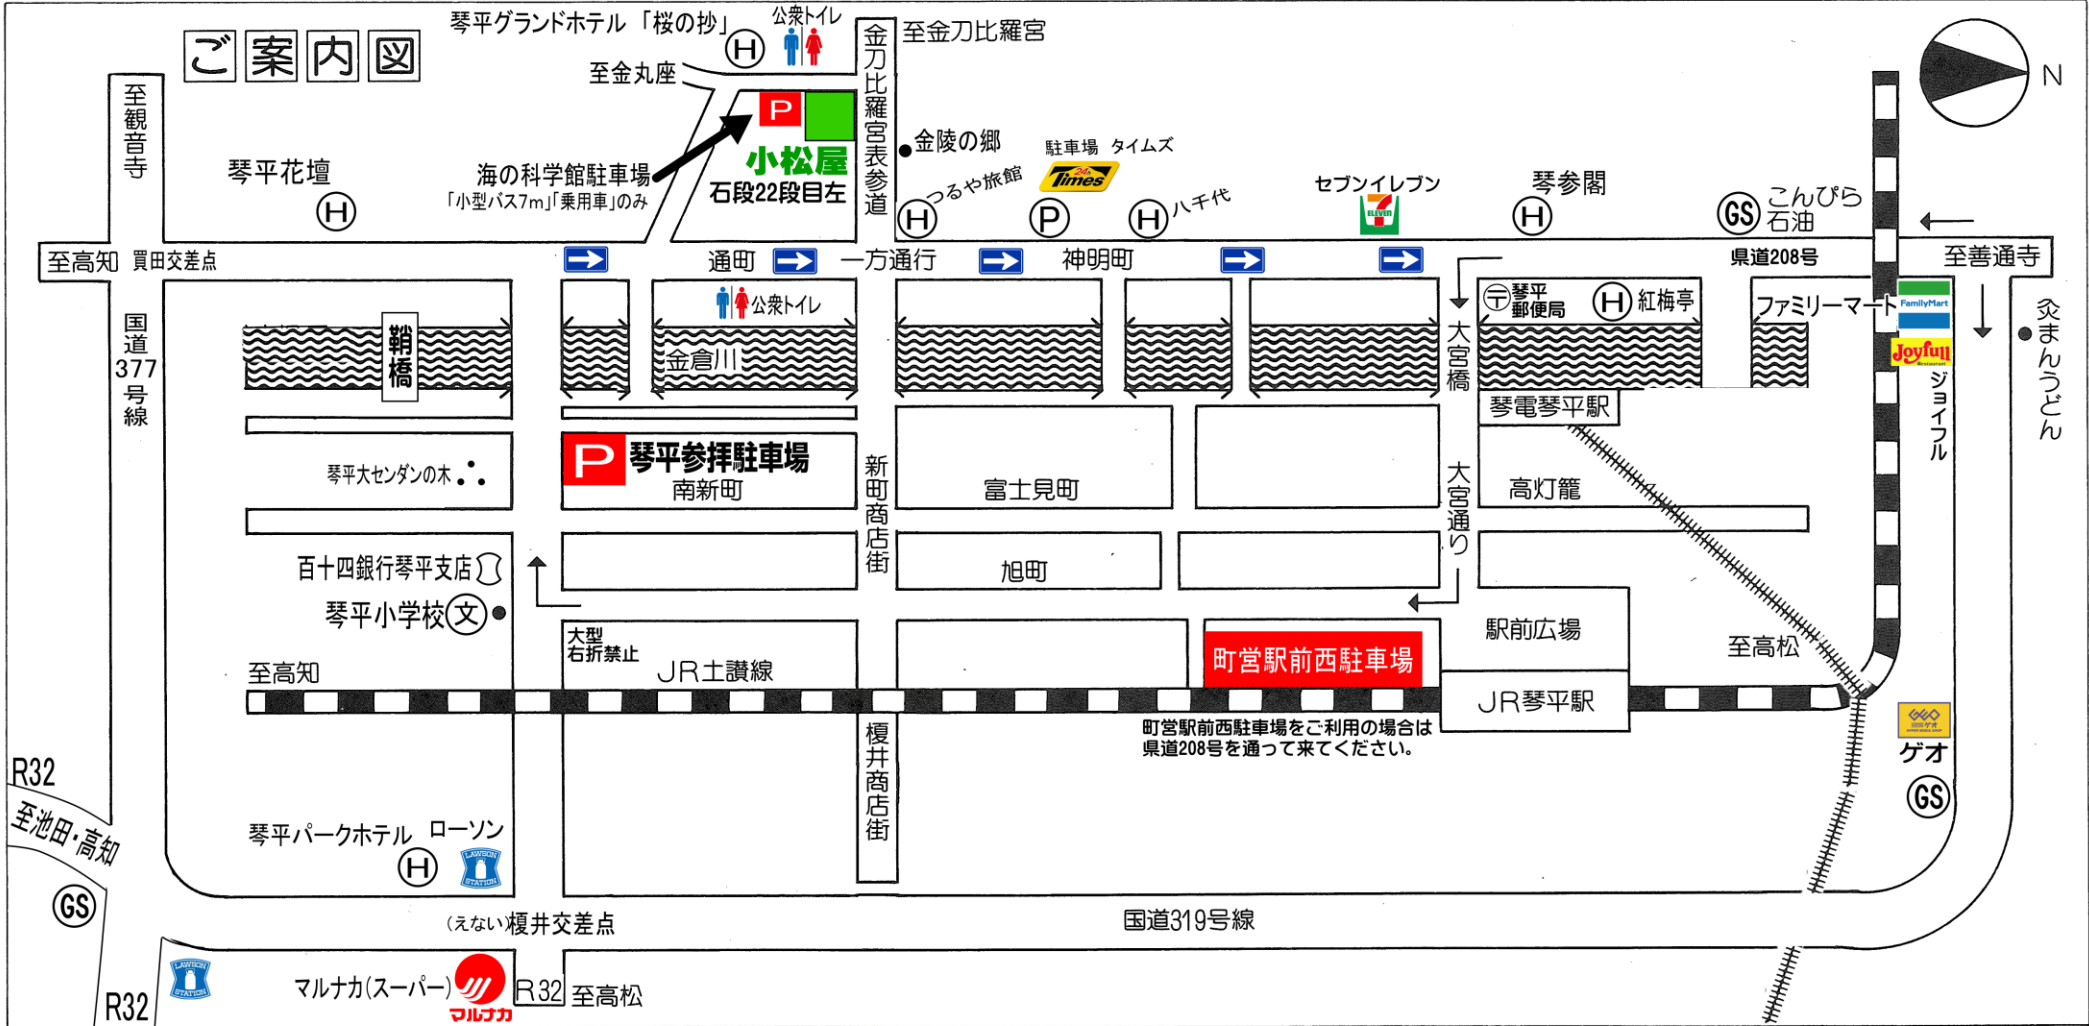 ご案内図
琴平グランドホテル「桜の抄」
H
公衆トイレ
至金刀比羅宮
金刀比羅宮表参道
N
至金丸座
P
小松屋
石段22段目左
海の科学館駐車場
「小型バス7m」「乗用車」のみ
至観音寺
琴平花壇
H
金陵の郷
つるや旅館
H
駐車場 タイムズ
24h
Times
P
H
八千代
セブンイレブン
7
ELEVEN
琴参閣
H
GS
こんぴら
石油
至高知 買田交差点
通町
一方通行
神明町
県道208号
至善通寺
公衆トイレ
〒
琴平
郵便局
H
紅梅亭
ファミリーマート
FamilyMart
Joyfull
Restaurant
ジョイフル
灸まんうどん
国道377号線
鞘橋
金倉川
大宮橋
琴電琴平駅
琴平大センダンの木
P
琴平参拝駐車場
南新町
新町商店街
富士見町
大宮通り
高灯籠
百十四銀行琴平支店
琴平小学校
文
旭町
駅前広場
至高松
大型
右折禁止
至高知
JR土讃線
町営駅前西駐車場
JR琴平駅
町営駅前西駐車場をご利用の場合は
県道208号を通って来てください。
榎井商店街
GEO
ゲオ
GS
R32
至池田・高知
GS
琴平パークホテル
H
ローソン
LAWSON
STATION
(えない)榎井交差点
国道319号線
R32
LAWSON
STATION
マルナカ(スーパー)
マルナカ
R32
至高松